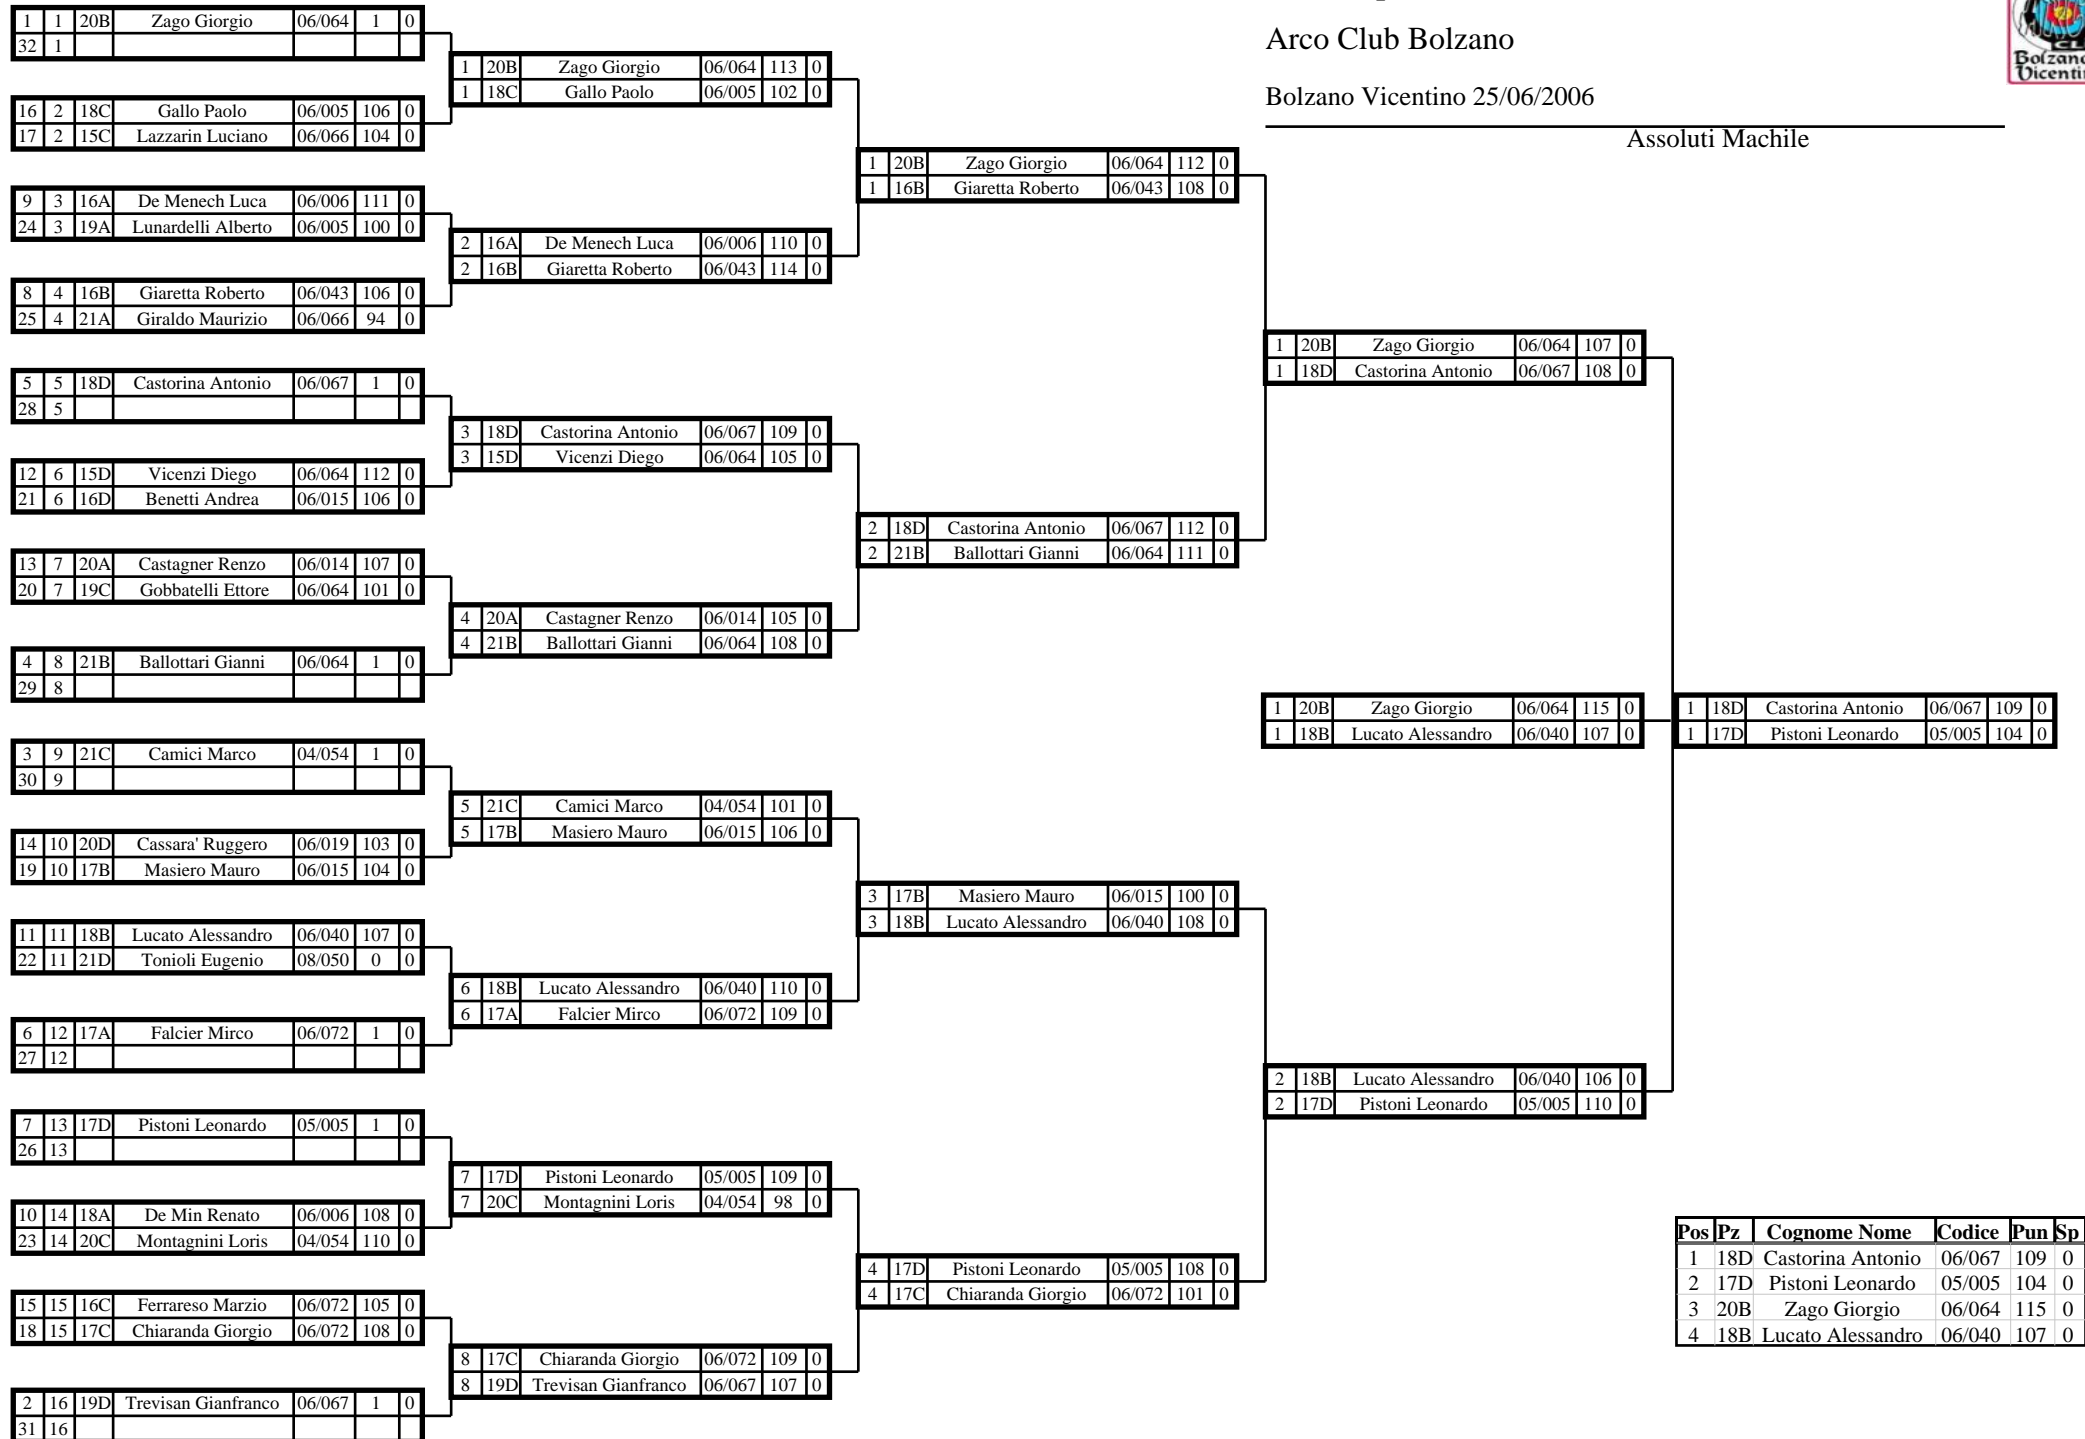 Arco Club Bolzano
Bolzano Vicentino 25/06/2006
Assoluti Machile
Bolzano
Vicentin
1 1 20B Zago Giorgio 06/064 1 0
32 1
16 2 18C Gallo Paolo 06/005 106 0
17 2 15C Lazzarin Luciano 06/066 104 0
9 3 16A De Menech Luca 06/006 111 0
24 3 19A Lunardelli Alberto 06/005 100 0
8 4 16B Giaretta Roberto 06/043 106 0
25 4 21A Giraldo Maurizio 06/066 94 0
5 5 18D Castorina Antonio 06/067 1 0
28 5
12 6 15D Vicenzi Diego 06/064 112 0
21 6 16D Benetti Andrea 06/015 106 0
13 7 20A Castagner Renzo 06/014 107 0
20 7 19C Gobbatelli Ettore 06/064 101 0
4 8 21B Ballottari Gianni 06/064 1 0
29 8
3 9 21C Camici Marco 04/054 1 0
30 9
14 10 20D Cassara' Ruggero 06/019 103 0
19 10 17B Masiero Mauro 06/015 104 0
11 11 18B Lucato Alessandro 06/040 107 0
22 11 21D Tonioli Eugenio 08/050 0 0
6 12 17A Falcier Mirco 06/072 1 0
27 12
7 13 17D Pistoni Leonardo 05/005 1 0
26 13
10 14 18A De Min Renato 06/006 108 0
23 14 20C Montagnini Loris 04/054 110 0
15 15 16C Ferrareso Marzio 06/072 105 0
18 15 17C Chiaranda Giorgio 06/072 108 0
2 16 19D Trevisan Gianfranco 06/067 1 0
31 16
1 20B Zago Giorgio 06/064 113 0
1 18C Gallo Paolo 06/005 102 0
2 16A De Menech Luca 06/006 110 0
2 16B Giaretta Roberto 06/043 114 0
3 18D Castorina Antonio 06/067 109 0
3 15D Vicenzi Diego 06/064 105 0
4 20A Castagner Renzo 06/014 105 0
4 21B Ballottari Gianni 06/064 108 0
5 21C Camici Marco 04/054 101 0
5 17B Masiero Mauro 06/015 106 0
6 18B Lucato Alessandro 06/040 110 0
6 17A Falcier Mirco 06/072 109 0
7 17D Pistoni Leonardo 05/005 109 0
7 20C Montagnini Loris 04/054 98 0
8 17C Chiaranda Giorgio 06/072 109 0
8 19D Trevisan Gianfranco 06/067 107 0
1 20B Zago Giorgio 06/064 112 0
1 16B Giaretta Roberto 06/043 108 0
2 18D Castorina Antonio 06/067 112 0
2 21B Ballottari Gianni 06/064 111 0
3 17B Masiero Mauro 06/015 100 0
3 18B Lucato Alessandro 06/040 108 0
4 17D Pistoni Leonardo 05/005 108 0
4 17C Chiaranda Giorgio 06/072 101 0
1 20B Zago Giorgio 06/064 107 0
1 18D Castorina Antonio 06/067 108 0
1 20B Zago Giorgio 06/064 115 0
1 18B Lucato Alessandro 06/040 107 0
2 18B Lucato Alessandro 06/040 106 0
2 17D Pistoni Leonardo 05/005 110 0
1 18D Castorina Antonio 06/067 109 0
1 17D Pistoni Leonardo 05/005 104 0
Pos Pz Cognome Nome Codice Pun Sp
1 18D Castorina Antonio 06/067 109 0
2 17D Pistoni Leonardo 05/005 104 0
3 20B Zago Giorgio 06/064 115 0
4 18B Lucato Alessandro 06/040 107 0